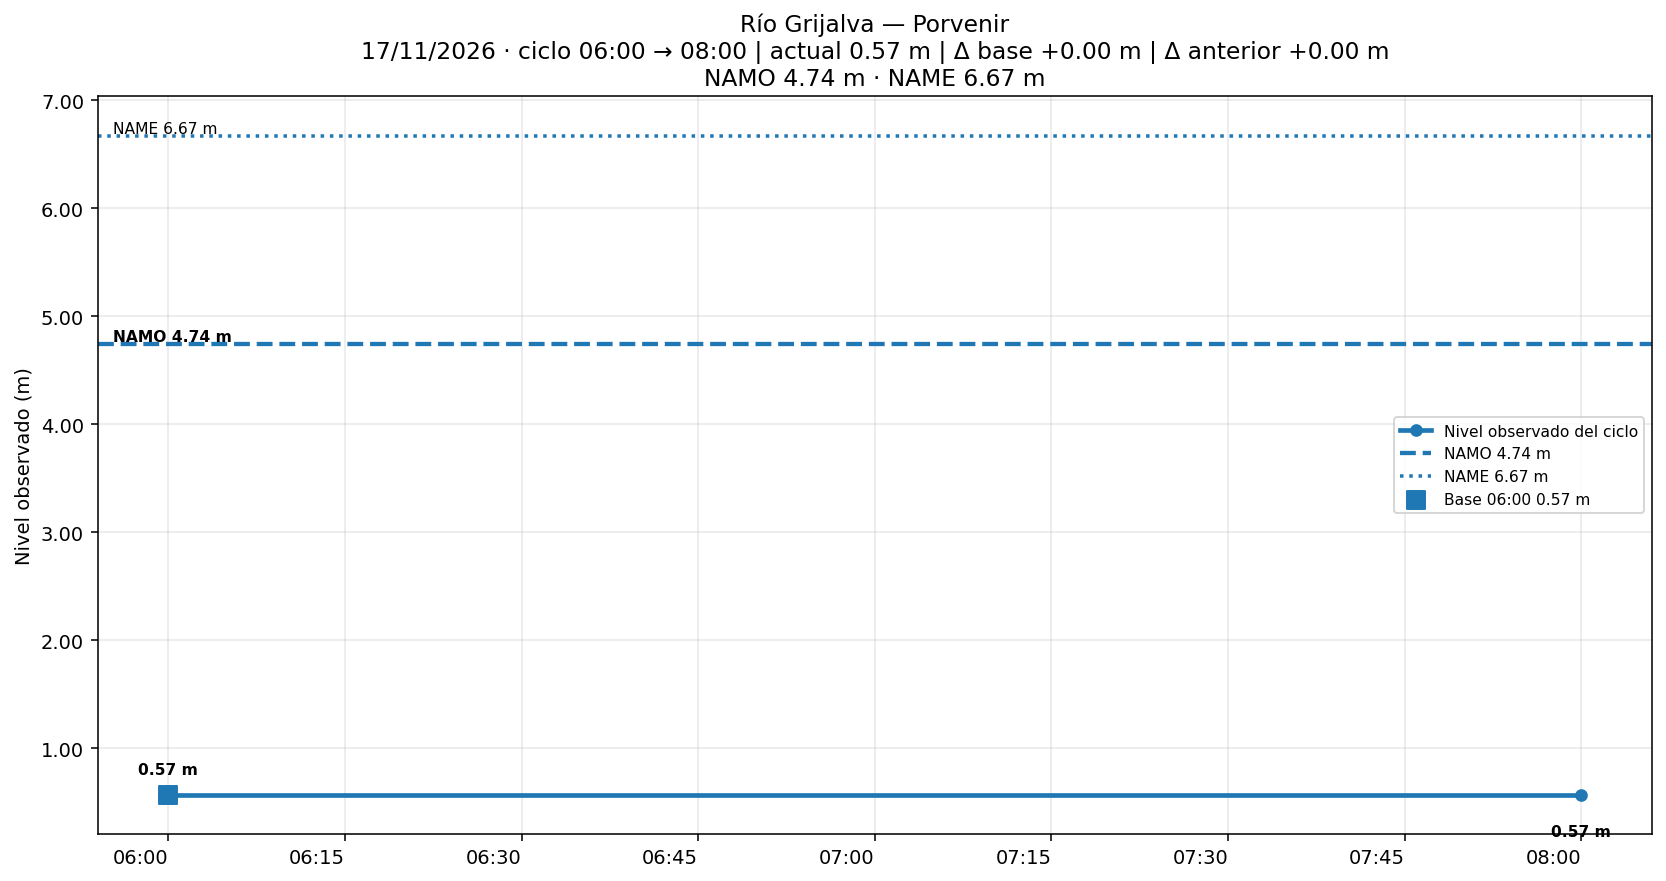 Río Grijalva — Porvenir
17/11/2026 · ciclo 06:00 → 08:00 | actual 0.57 m | Δ base +0.00 m | Δ anterior +0.00 m
NAMO 4.74 m · NAME 6.67 m
7.00
NAME 6.67 m
6.00
5.00
NAMO 4.74 m
4.00
Nivel observado (m)
Nivel observado del ciclo
NAMO 4.74 m
NAME 6.67 m
Base 06:00 0.57 m
3.00
2.00
1.00
0.57 m
0.57 m
06:00 06:15 06:30 06:45 07:00 07:15 07:30 07:45 08:00